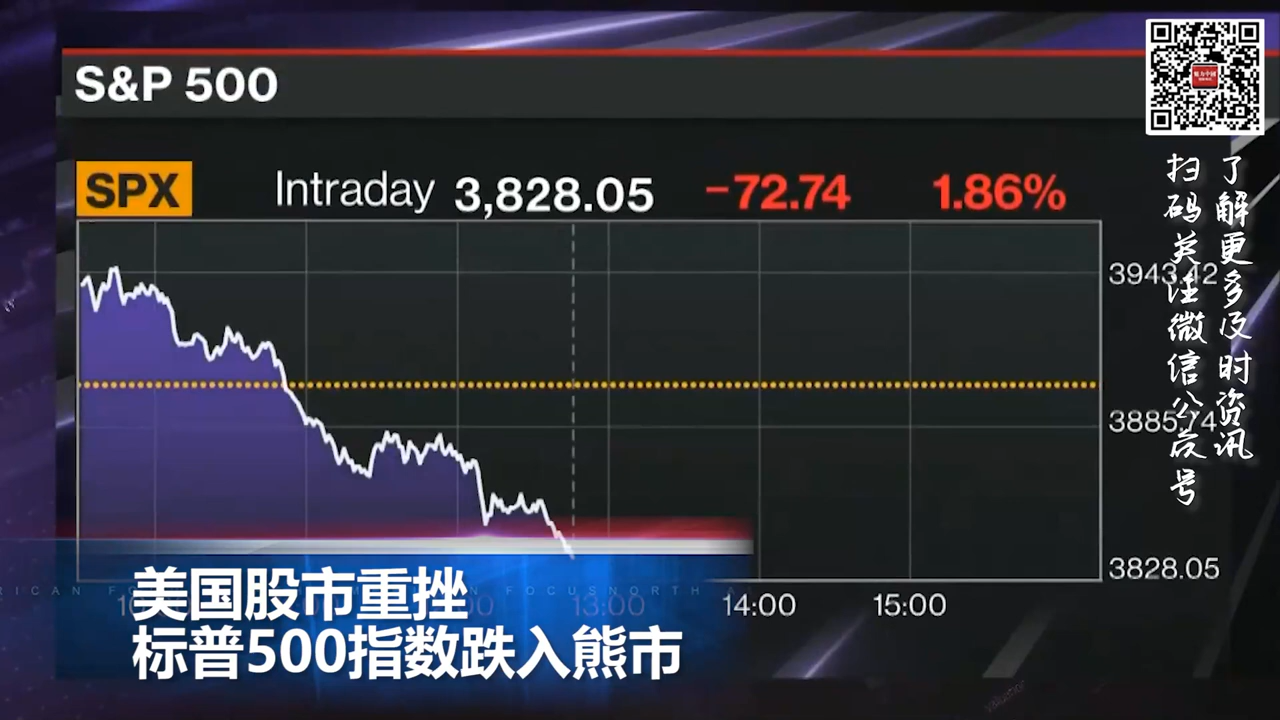 S&P 500
SPX
Intraday 3,828.05 -72.74 1.86%
3943.42
3885.74
3828.05
13:00
14:00
15:00
美国股市重挫
标普500指数跌入熊市
了解更多及时资讯
扫码关注微信公众号